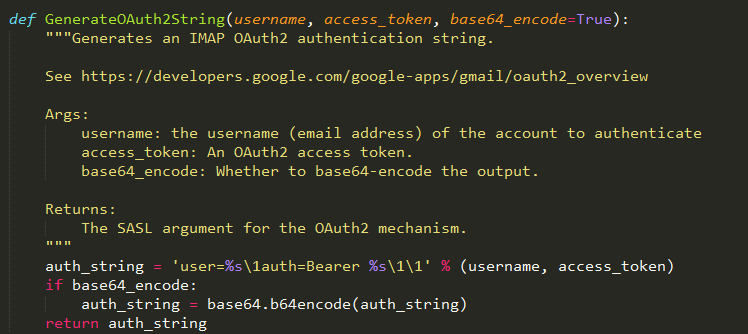 def GenerateOAuth2String(username, access_token, base64_encode=True):
"""Generates an IMAP OAuth2 authentication string.
See https://developers.google.com/google-apps/gmail/oauth2_overview
Args:
username: the username (email address) of the account to authenticate
access_token: An OAuth2 access token.
base64_encode: Whether to base64-encode the output.
Returns:
The SASL argument for the OAuth2 mechanism.
"""
auth_string = 'user=%s\1auth=Bearer %s\1\1' % (username, access_token)
if base64_encode:
auth_string = base64.b64encode(auth_string)
return auth_string